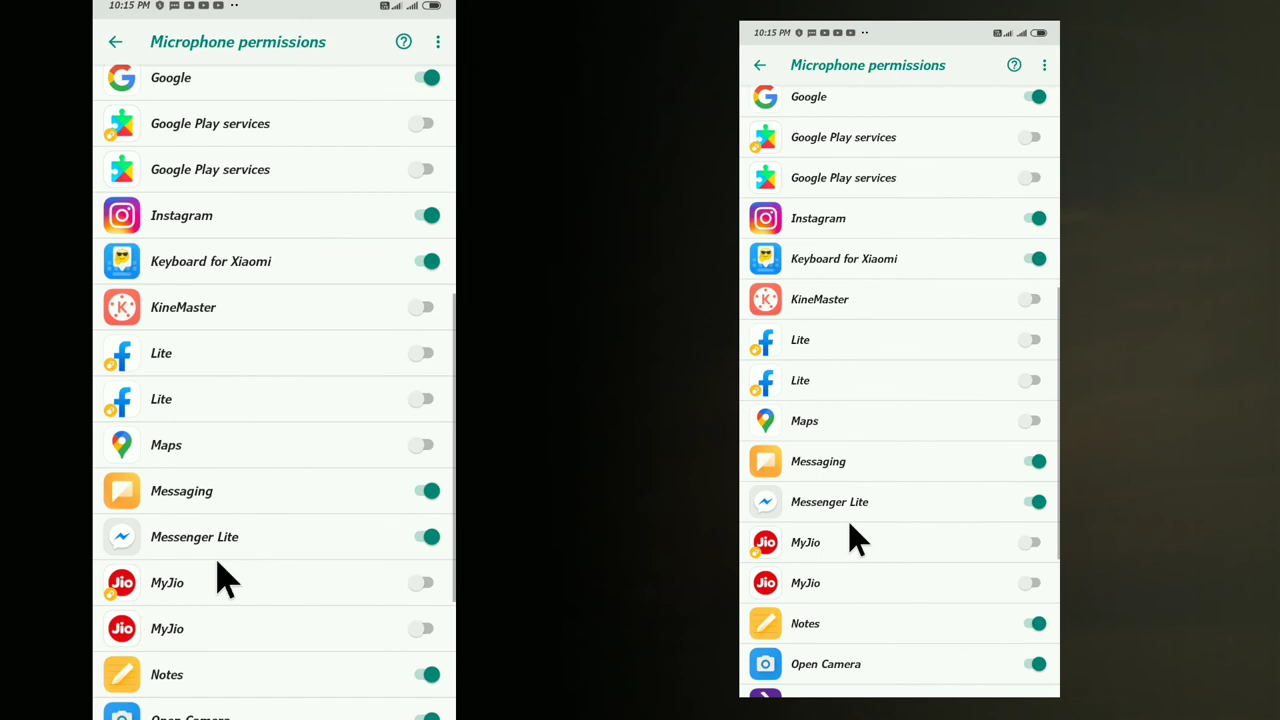 10:15 PM
Microphone permissions
Google
Google Play services
Google Play services
Instagram
Keyboard for Xiaomi
KineMaster
Lite
Lite
Maps
Messaging
Messenger Lite
Jio MyJio
Jio MyJio
Notes
Open Camera
10:15 PM
Microphone permissions
Google
Google Play services
Google Play services
Instagram
Keyboard for Xiaomi
KineMaster
Lite
Lite
Maps
Messaging
Messenger Lite
Jio MyJio
Jio MyJio
Notes
Open Camera